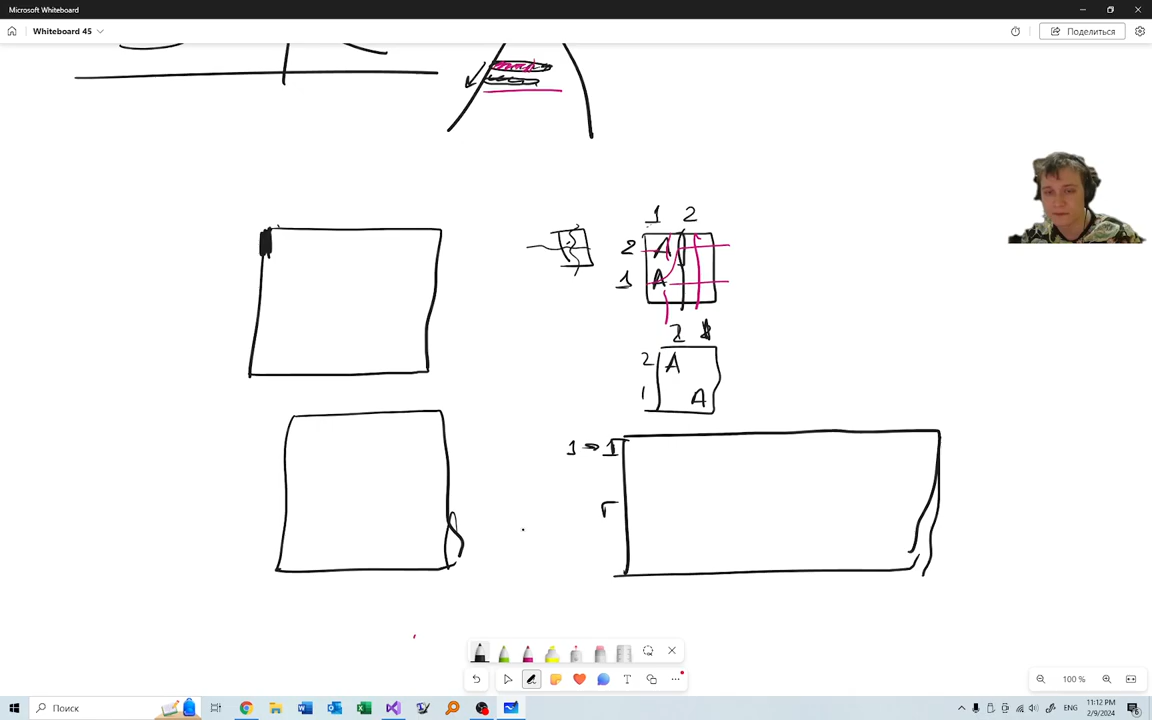 Microsoft Whiteboard
Whiteboard 45
Поделиться
1 2
2 A
1 A
2
2 A
1 A
1 → 1
Г
100 %
Поиск
ENG
11:12 PM
2/9/2024